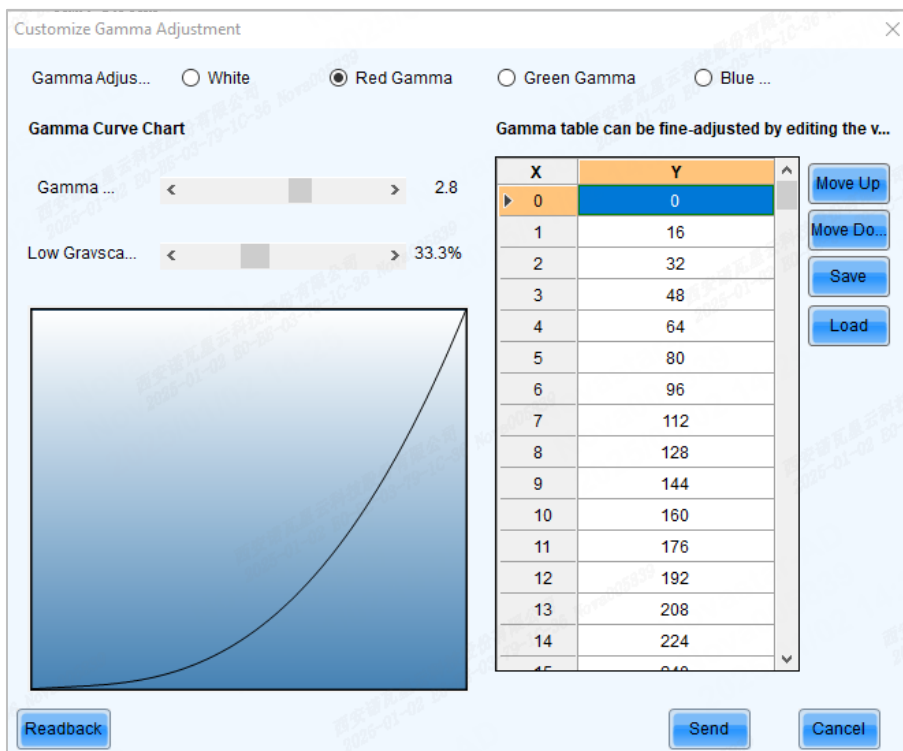 Customize Gamma Adjustment
Gamma Adjus... White Red Gamma Green Gamma Blue ...
Gamma Curve Chart
Gamma table can be fine-adjusted by editing the v...
Gamma ... 2.8
Low Graysca... 33.3%
X Y
0 0
1 16
2 32
3 48
4 64
5 80
6 96
7 112
8 128
9 144
10 160
11 176
12 192
13 208
14 224
15 240
Move Up
Move Do...
Save
Load
Readback
Send
Cancel